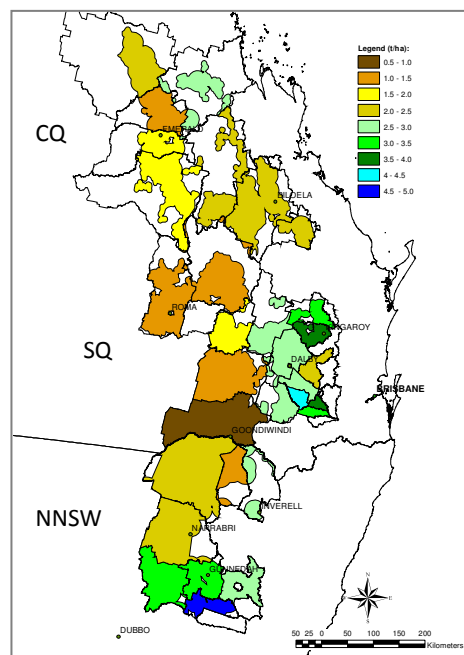 Legend (t/ha):
0.5 - 1.0
1.0 - 1.5
1.5 - 2.0
2.0 - 2.5
2.5 - 3.0
3.0 - 3.5
3.5 - 4.0
4 - 4.5
4.5 - 5.0
CQ
EMERALD
BILOELA
ROMA
SQ
DALBY
BRISBANE
GOONDIWINDI
NNSW
INVERELL
NARRABRI
GUNNEDAH
DUBBO
N
W
E
S
50 25 0 50 100 150 200
Kilometers